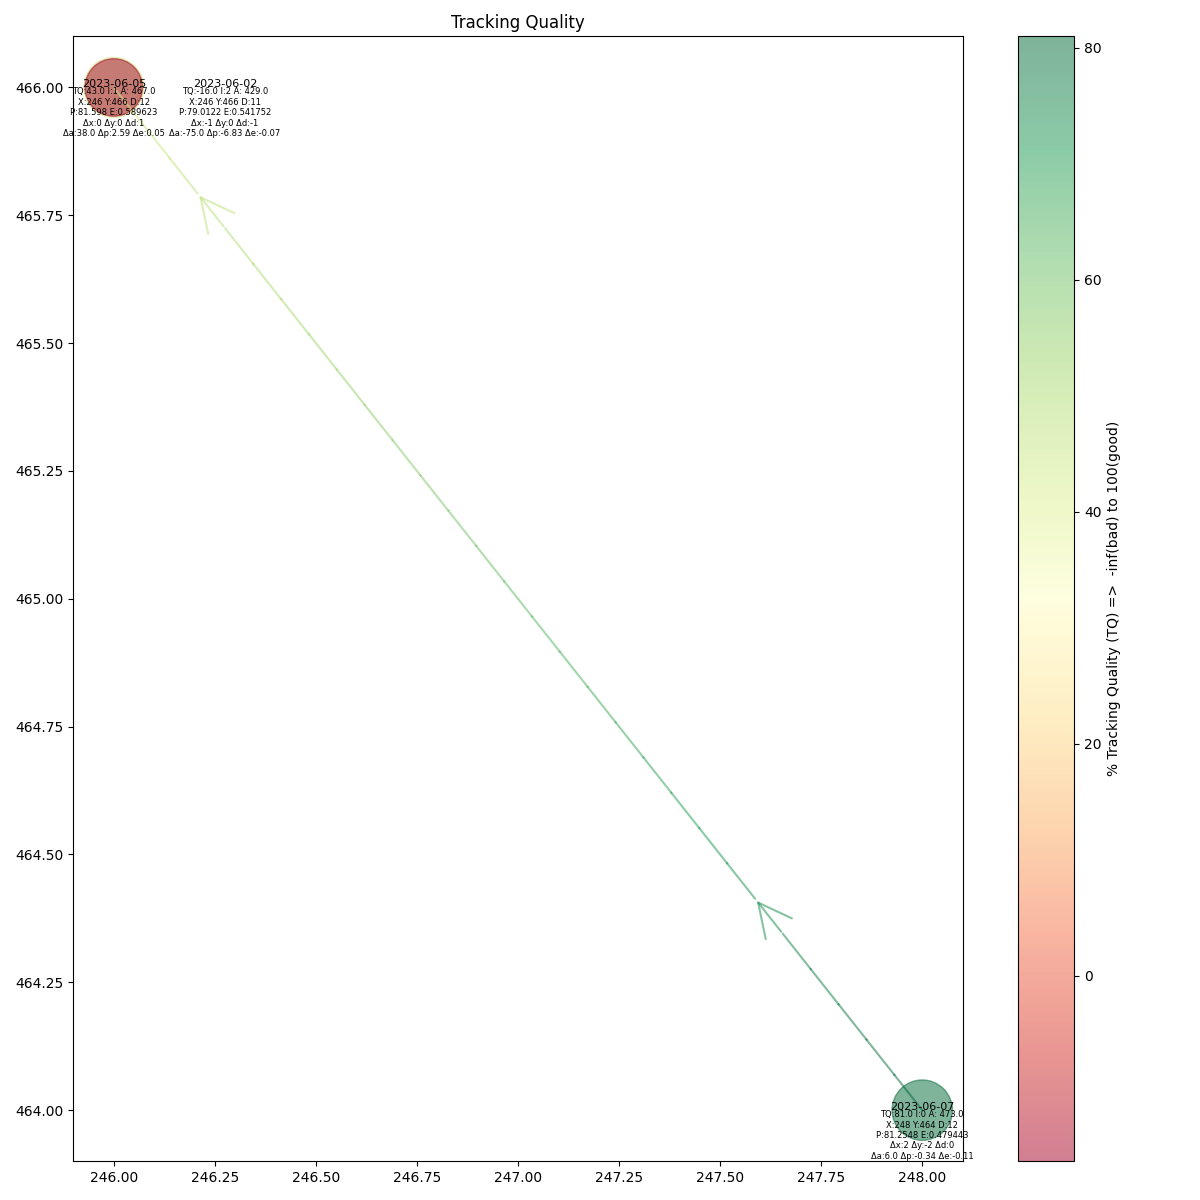 Tracking Quality
2023-06-05
TQ:43.0 I:1 A: 467.0
X:246 Y:466 D:12
P:81.598 E:0.589623
Δx:0 Δy:0 Δd:1
Δa:38.0 Δp:2.59 Δe:0.05
2023-06-02
TQ:-16.0 I:2 A: 429.0
X:246 Y:466 D:11
P:79.0122 E:0.541752
Δx:-1 Δy:0 Δd:-1
Δa:-75.0 Δp:-6.83 Δe:-0.07
2023-06-07
TQ:81.0 I:0 A: 473.0
X:248 Y:464 D:12
P:81.2548 E:0.479443
Δx:2 Δy:-2 Δd:0
Δa:6.0 Δp:-0.34 Δe:-0.11
466.00
465.75
465.50
465.25
465.00
464.75
464.50
464.25
464.00
246.00 246.25 246.50 246.75 247.00 247.25 247.50 247.75 248.00
80
60
40
20
0
% Tracking Quality (TQ) => -inf(bad) to 100(good)